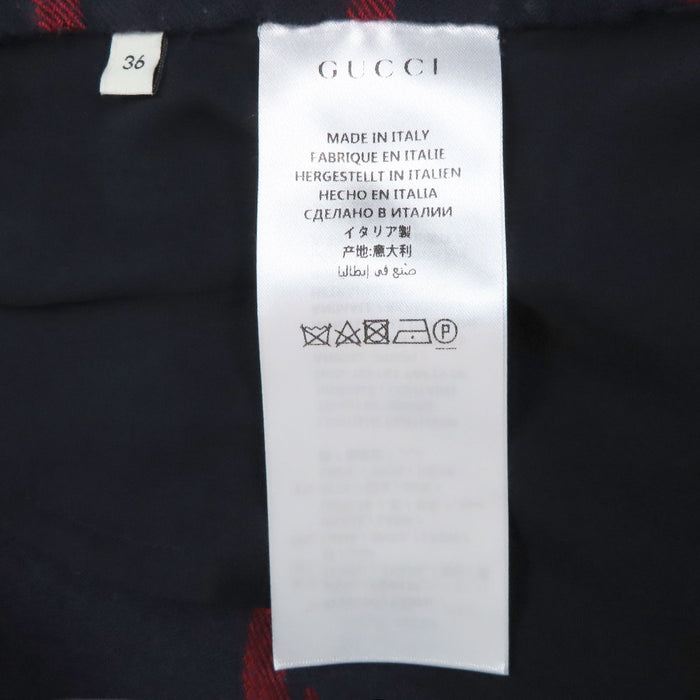 36
GUCCI
MADE IN ITALY
FABRIQUE EN ITALIE
HERGESTELLT IN ITALIEN
HECHO EN ITALIA
СДЕЛАНО В ИТАЛИИ
イタリア製
产地:意大利
صنع في إيطاليا
P